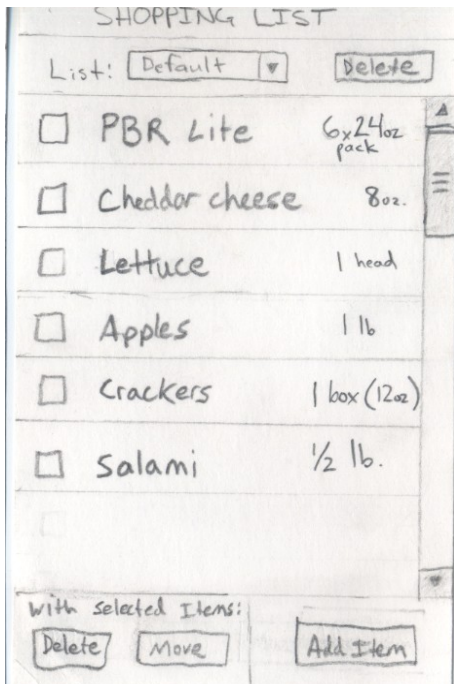 SHOPPING LIST
List: Default Delete
PBR Lite 6x24oz
pack
Cheddar cheese 8oz.
Lettuce 1 head
Apples 1 lb
Crackers 1 box (12oz)
Salami 1/2 lb.
With selected Items:
Delete Move Add Item